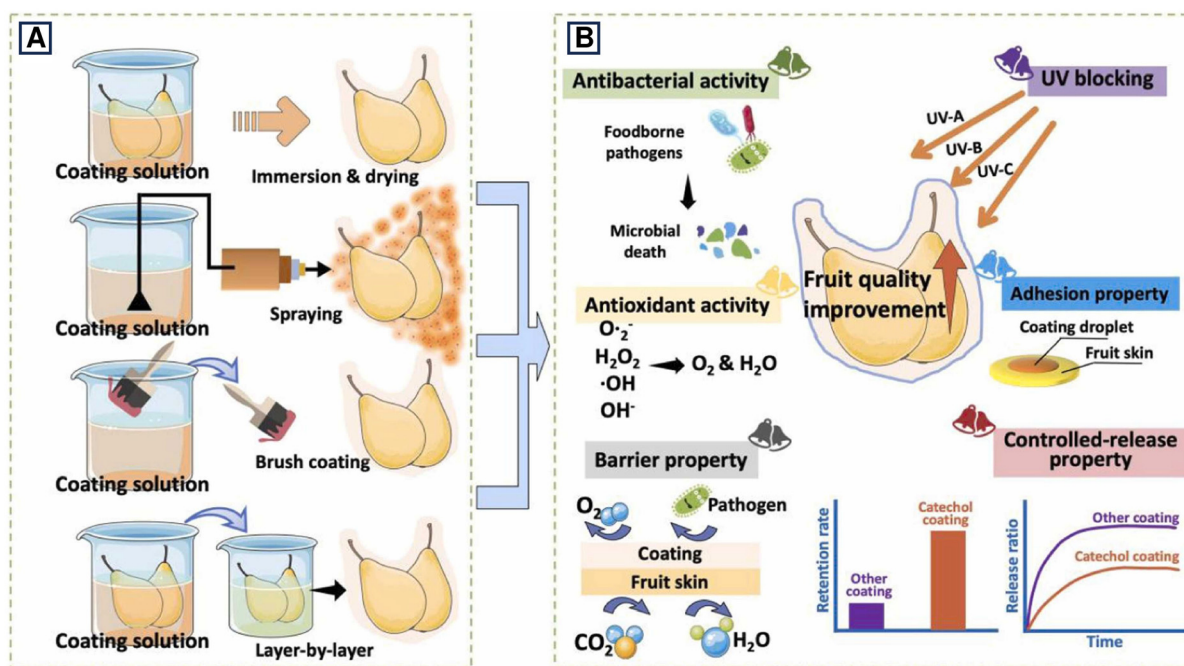 A
Coating solution
Immersion & drying
Coating solution
Spraying
Coating solution
Brush coating
Coating solution
Layer-by-layer
B
Antibacterial activity
Foodborne
pathogens
Microbial
death
UV blocking
UV-A
UV-B
UV-C
Fruit quality
improvement
Antioxidant activity
O·₂⁻
H₂O₂
·OH
OH⁻
O₂ & H₂O
Adhesion property
Coating droplet
Fruit skin
Barrier property
O₂
Pathogen
Coating
Fruit skin
CO₂
H₂O
Controlled-release
property
Retention rate
Other
coating
Catechol
coating
Release ratio
Other coating
Catechol coating
Time